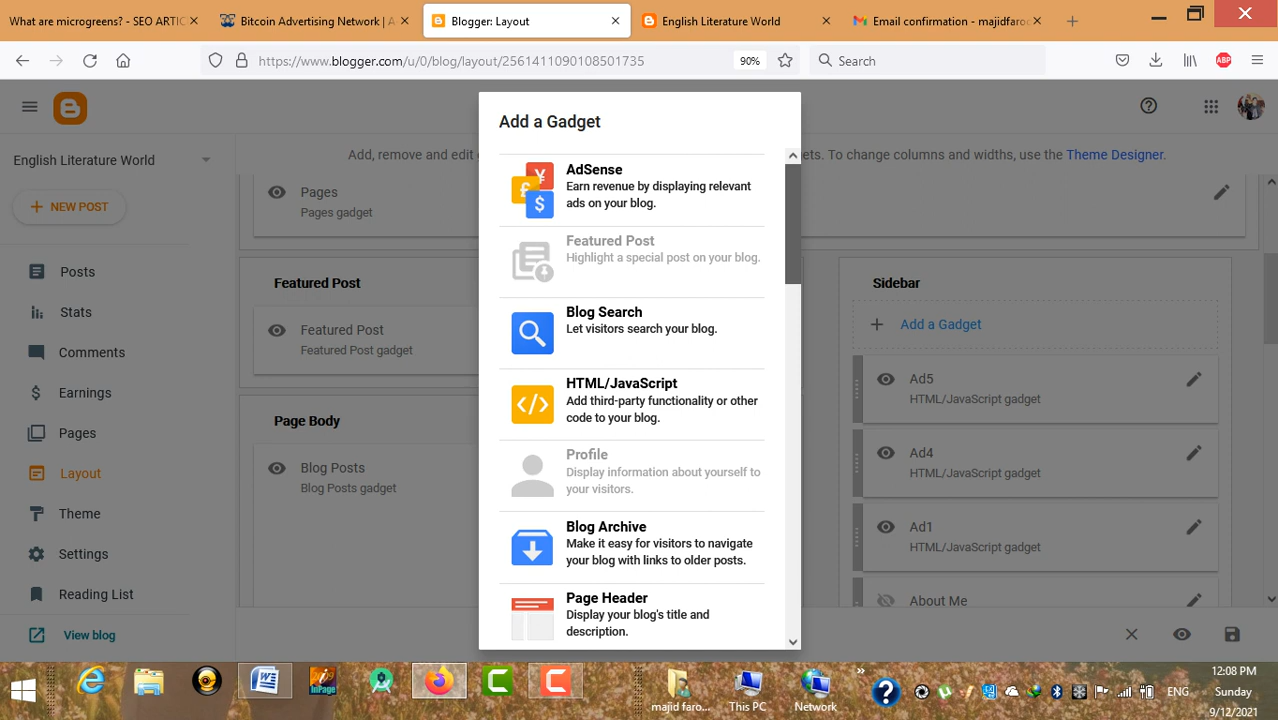 What are microgreens? - SEO ARTIC
Bitcoin Advertising Network | A
Blogger: Layout
English Literature World
Email confirmation - majidfaroo
https://www.blogger.com/u/0/blog/layout/2561411090108501735
90%
Search
ABP
English Literature World
NEW POST
Posts
Stats
Comments
Earnings
Pages
Layout
Theme
Settings
Reading List
View blog
Add, remove and edit
gets. To change columns and widths, use the Theme Designer.
Pages
Pages gadget
Featured Post
Featured Post
Featured Post gadget
Page Body
Blog Posts
Blog Posts gadget
Add a Gadget
AdSense
Earn revenue by displaying relevant
ads on your blog.
Featured Post
Highlight a special post on your blog.
Blog Search
Let visitors search your blog.
HTML/JavaScript
Add third-party functionality or other
code to your blog.
Profile
Display information about yourself to
your visitors.
Blog Archive
Make it easy for visitors to navigate
your blog with links to older posts.
Page Header
Display your blog's title and
description.
Sidebar
Add a Gadget
Ad5
HTML/JavaScript gadget
Ad4
HTML/JavaScript gadget
Ad1
HTML/JavaScript gadget
About Me
InPage
majid faro...
This PC
Network
ENG
12:08 PM
Sunday
9/12/2021